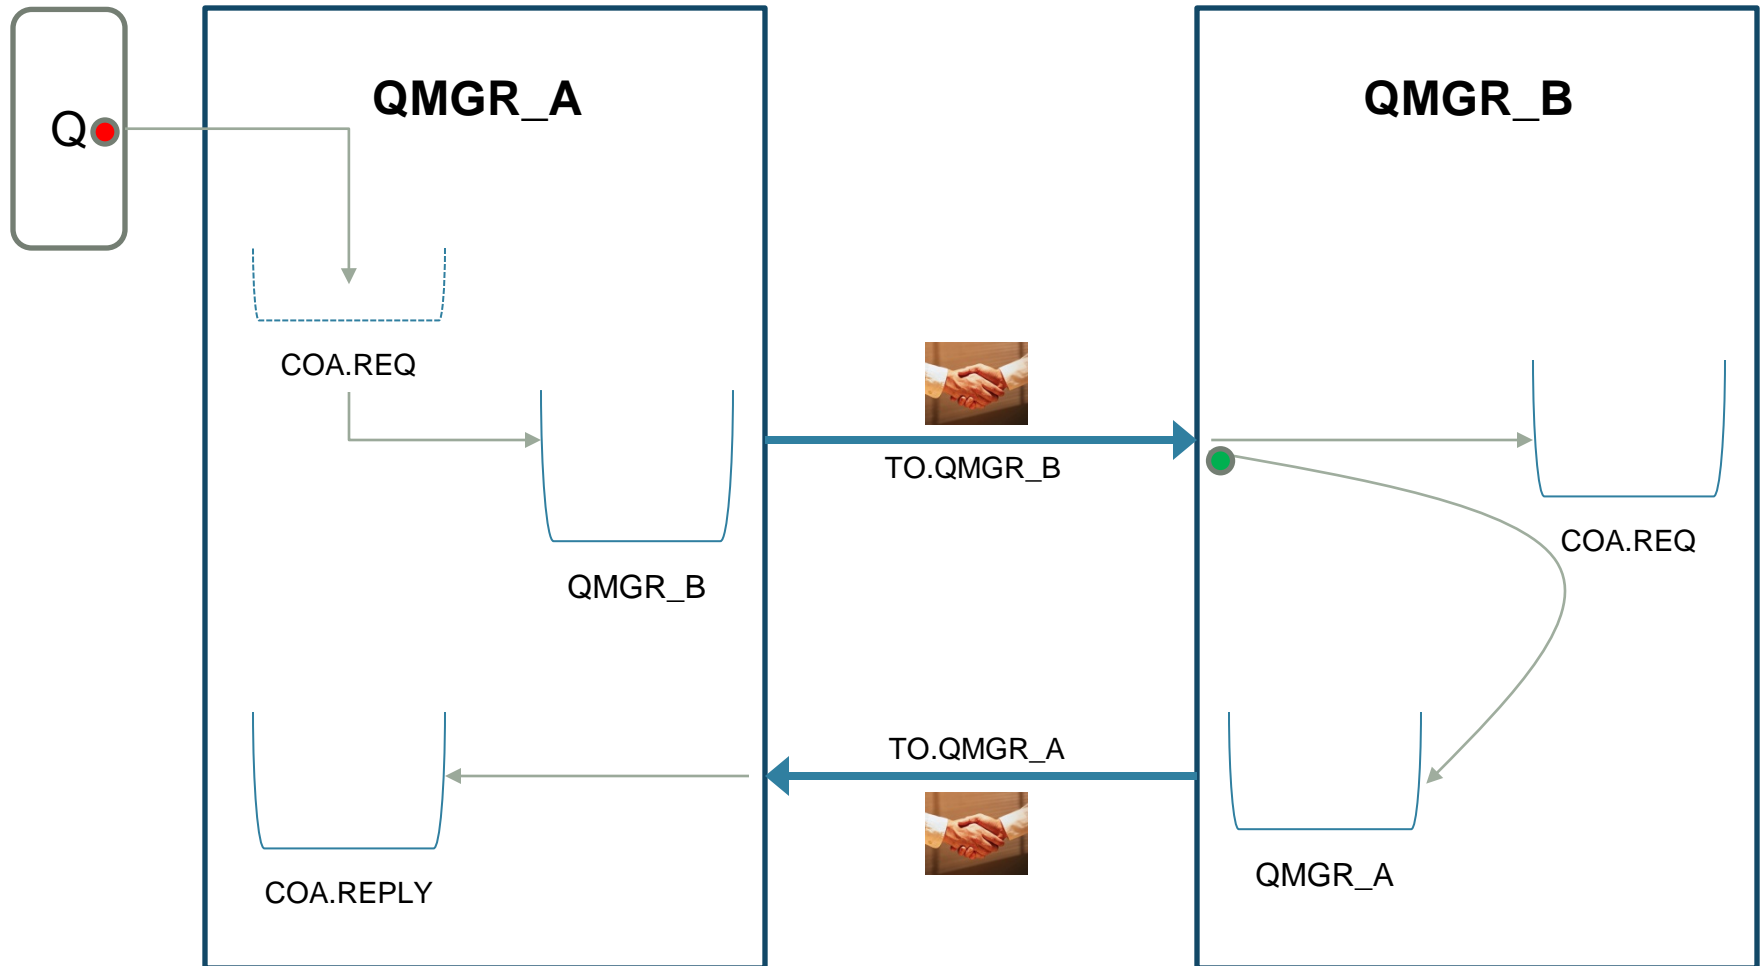 QMGR_A
QMGR_B
Q
COA.REQ
TO.QMGR_B
COA.REQ
QMGR_B
TO.QMGR_A
QMGR_A
COA.REPLY